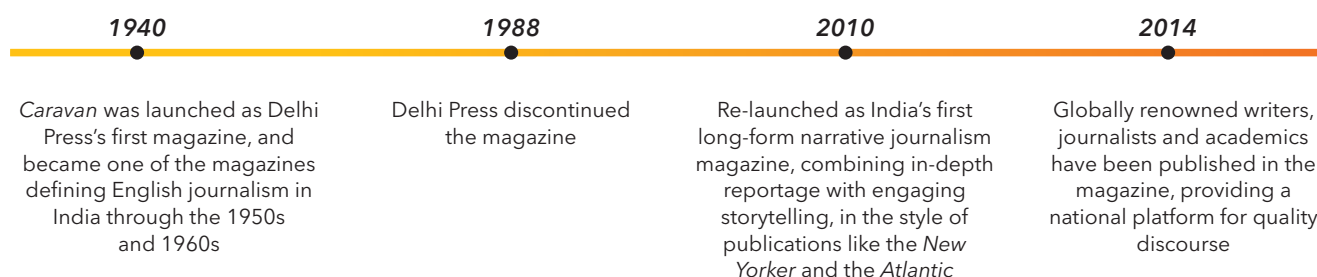 1940
Caravan was launched as Delhi
Press’s first magazine, and
became one of the magazines
defining English journalism in
India through the 1950s
and 1960s
1988
Delhi Press discontinued
the magazine
2010
Re-launched as India’s first
long-form narrative journalism
magazine, combining in-depth
reportage with engaging
storytelling, in the style of
publications like the New
Yorker and the Atlantic
2014
Globally renowned writers,
journalists and academics
have been published in the
magazine, providing a
national platform for quality
discourse